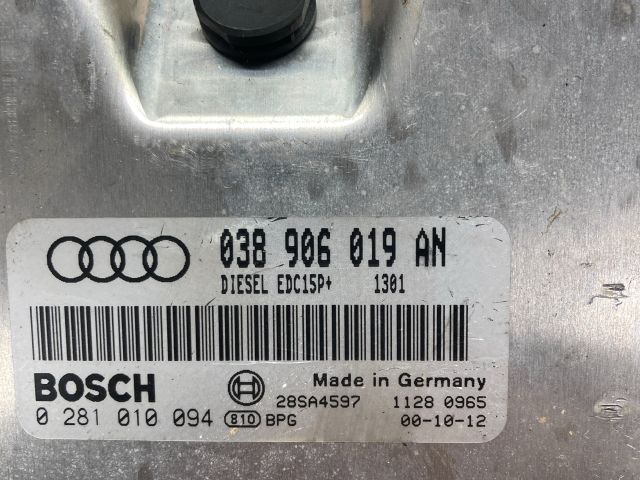 038 906 019 AN
DIESEL EDC15P+ 1301
BOSCH
Made in Germany
28SA4597 1128 0965
0 281 010 094 810 BPG 00-10-12